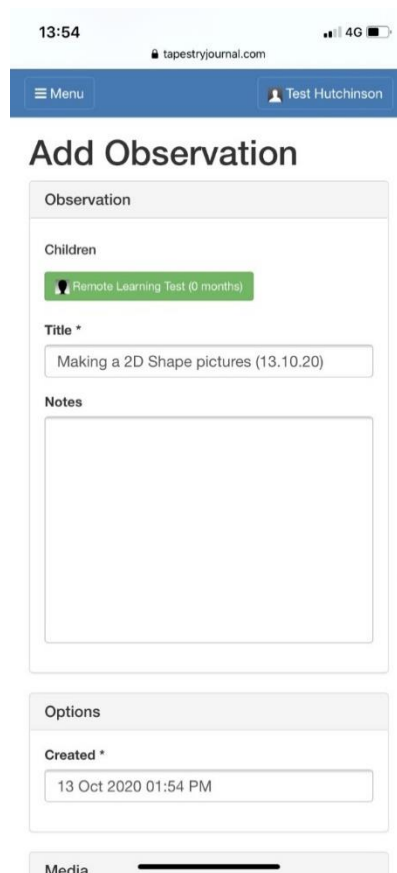 13:54
4G
tapestryjournal.com
Menu
Test Hutchinson
Add Observation
Observation
Children
Remote Learning Test (0 months)
Title *
Making a 2D Shape pictures (13.10.20)
Notes
Options
Created *
13 Oct 2020 01:54 PM
Media